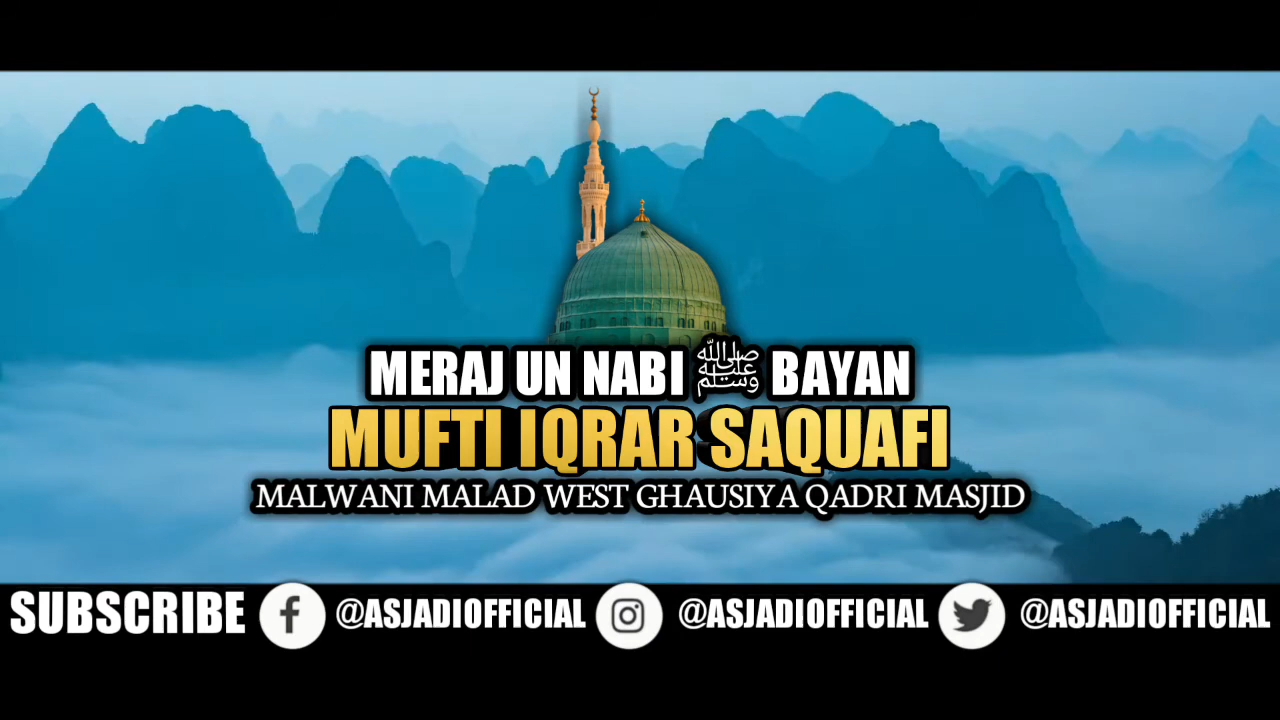 MERAJ UN NABI ﷺ BAYAN
MUFTI IQRAR SAQUAFI
MALWANI MALAD WEST GHAUSIYA QADRI MASJID
SUBSCRIBE @ASJADIOFFICIAL @ASJADIOFFICIAL @ASJADIOFFICIAL